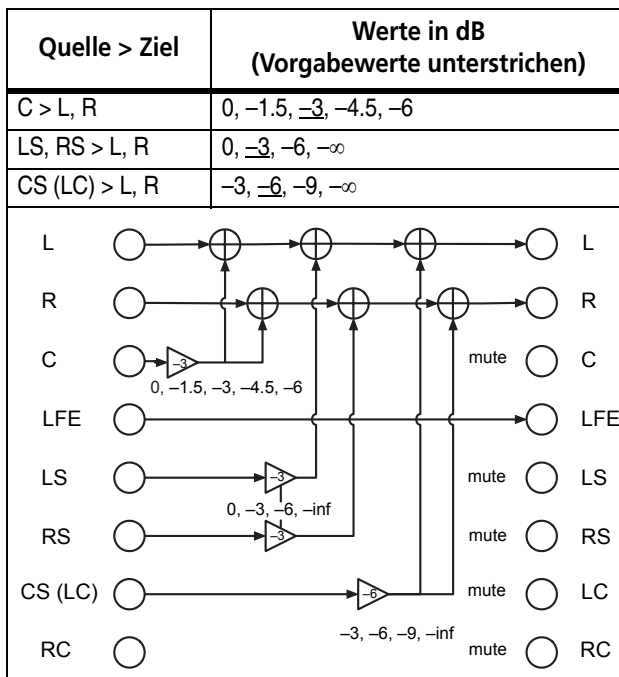 Quelle > Ziel
Werte in dB
(Vorgabewerte unterstrichen)
C > L, R
0, –1.5, –3, –4.5, –6
LS, RS > L, R
0, –3, –6, –∞
CS (LC) > L, R
–3, –6, –9, –∞
L L
R R
C –3 mute C
0, –1.5, –3, –4.5, –6
LFE LFE
LS –3 mute LS
0, –3, –6, –inf
RS –3 mute RS
CS (LC) –6 mute LC
–3, –6, –9, –inf
RC mute RC